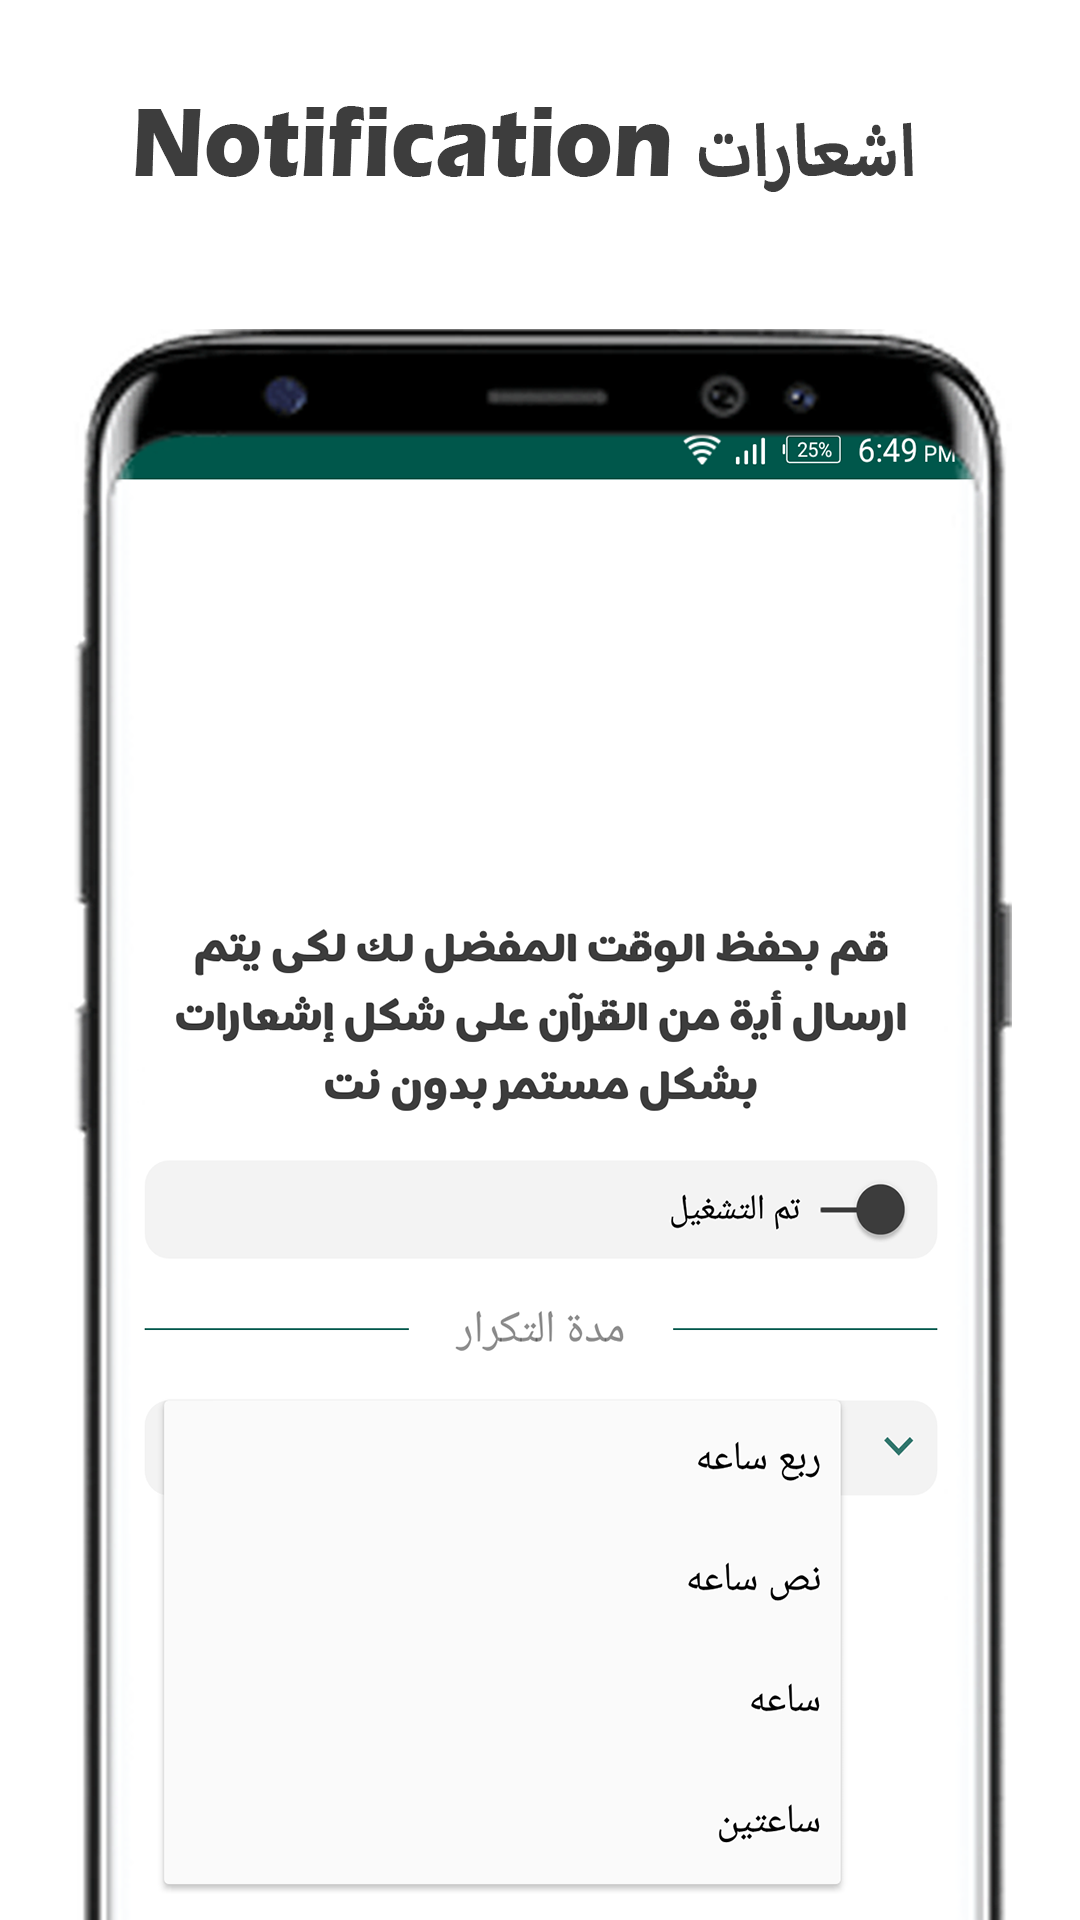 اشعارات Notification
25% 6:49 PM
قم بحفظ الوقت المفضل لك لكى يتم
ارسال أية من القرآن على شكل إشعارات
بشكل مستمر بدون نت
تم التشغيل
مدة التكرار
ربع ساعه
نص ساعه
ساعه
ساعتين